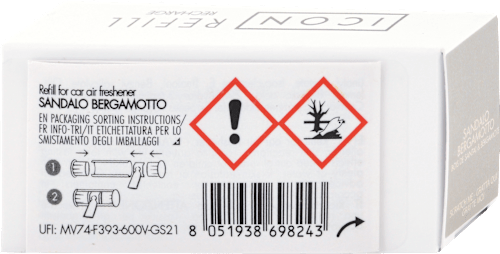 ICON
REFILL
RECHARGE
Refill for car air freshener
SANDALO BERGAMOTTO
EN PACKAGING SORTING INSTRUCTIONS/
FR INFO-TRI/IT ETICHETTATURA PER LO
SMISTAMENTO DEGLI IMBALLAGGI
1
2
UFI: MV74-F393-600V-GS21
8 051938 698243
SANDALO
BERGAMOTTO